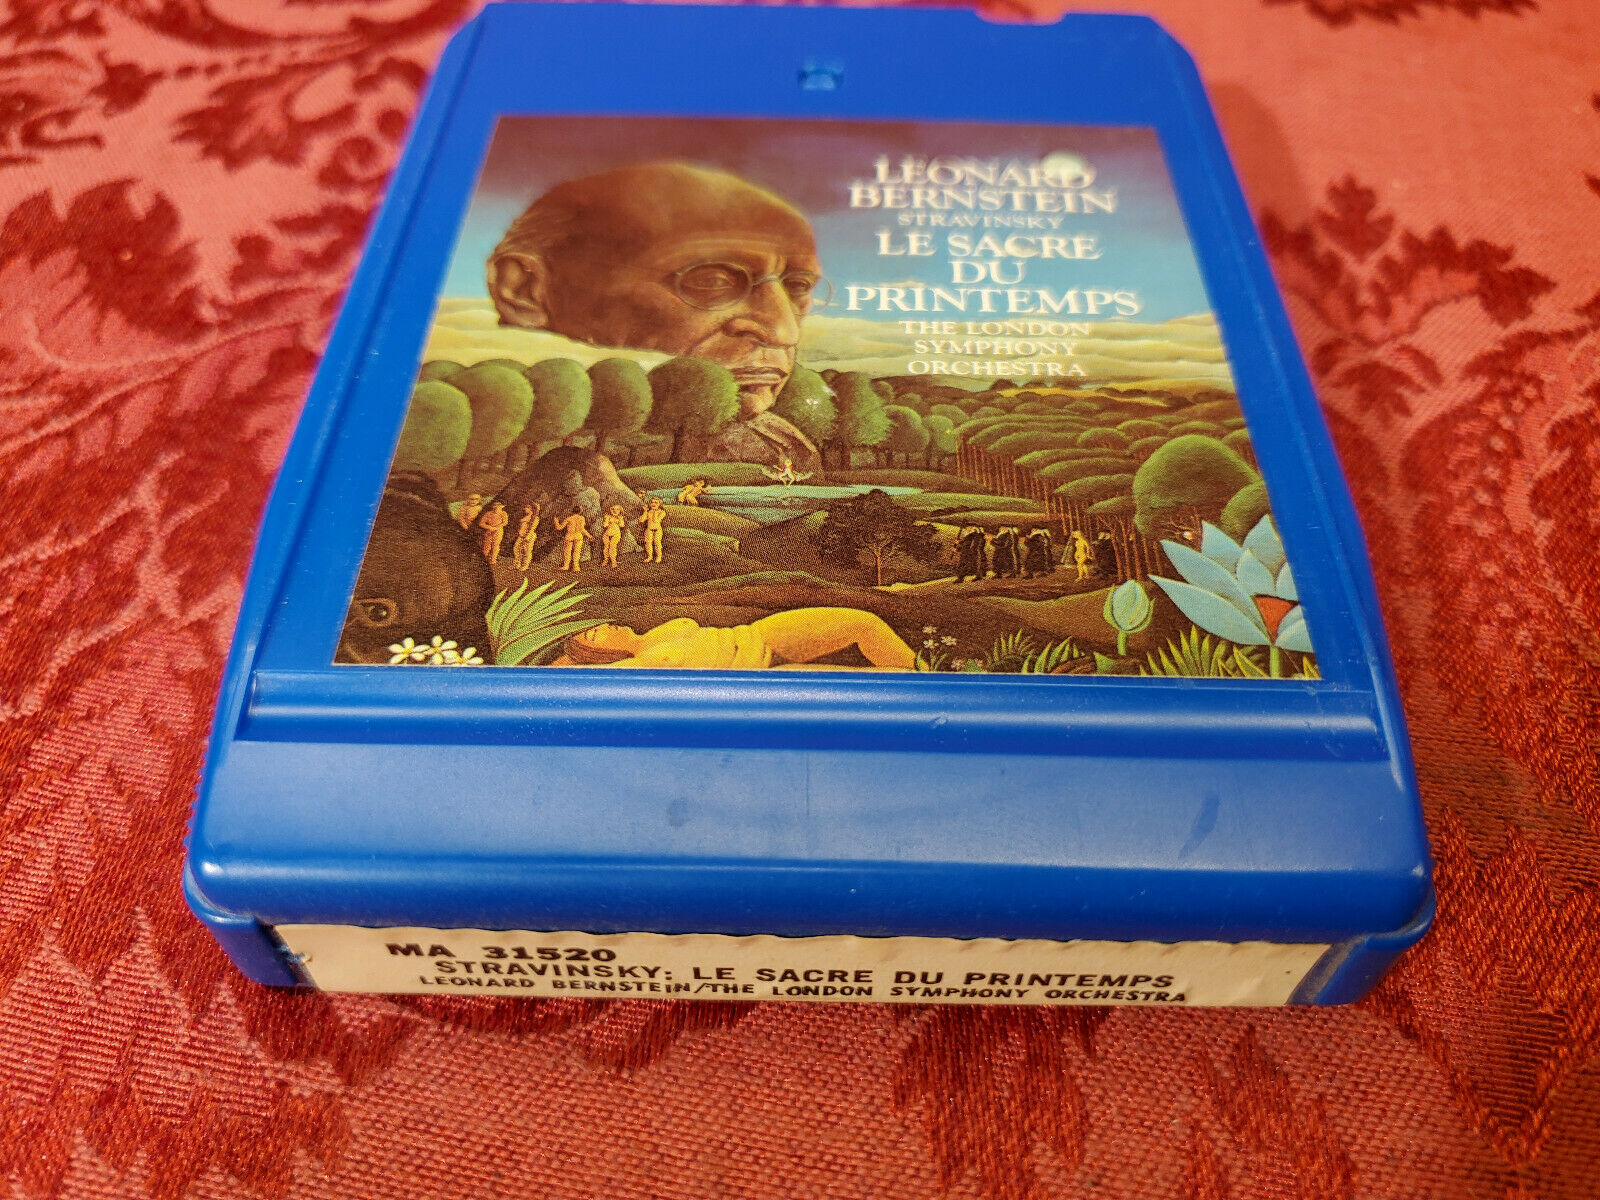 LEONARD
BERNSTEIN
STRAVINSKY
LE SACRE
DU
PRINTEMPS
THE LONDON
SYMPHONY
ORCHESTRA
MA 31520
STRAVINSKY: LE SACRE DU PRINTEMPS
LEONARD BERNSTEIN/THE LONDON SYMPHONY ORCHESTRA